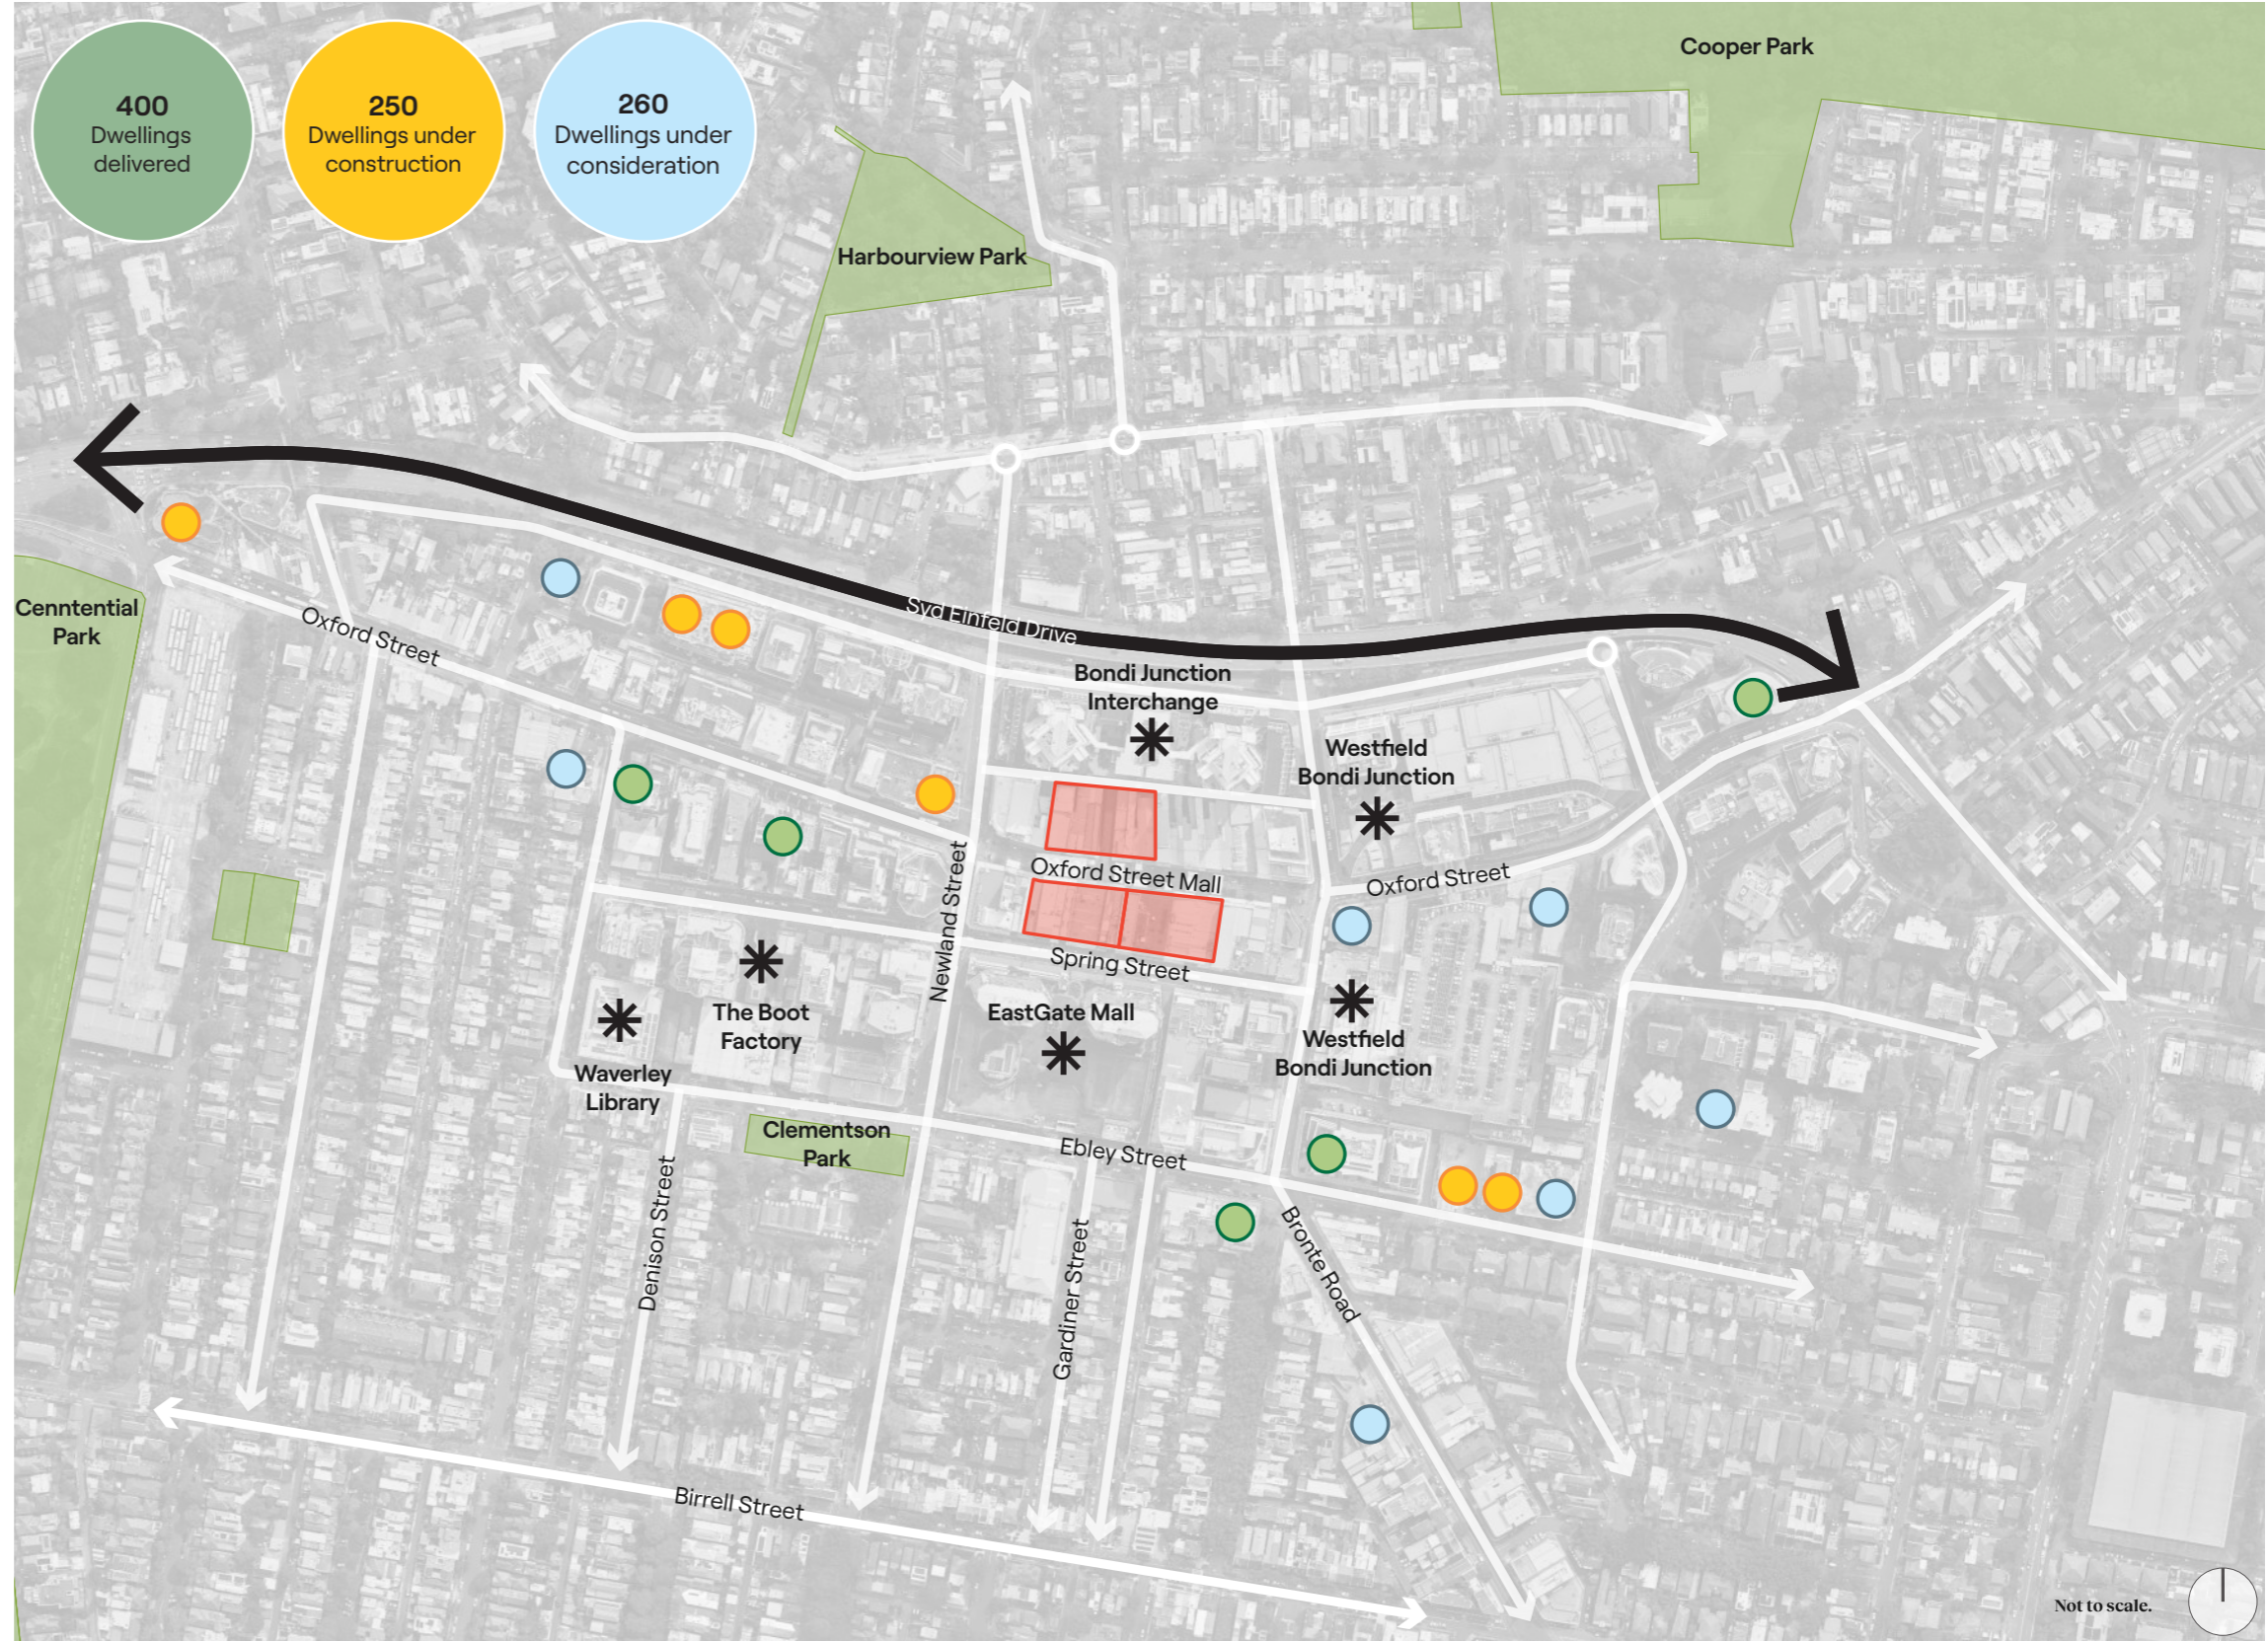 400
Dwellings
delivered
250
Dwellings under
construction
260
Dwellings under
consideration
Cooper Park
Harbourview Park
Cenntential
Park
Oxford Street
Syd Einfeld Drive
Bondi Junction
Interchange
Westfield
Bondi Junction
Oxford Street Mall
Oxford Street
Newland Street
Spring Street
The Boot
Factory
EastGate Mall
Westfield
Bondi Junction
Waverley
Library
Clementson
Park
Ebley Street
Denison Street
Gardiner Street
Bronte Road
Birrell Street
Not to scale.